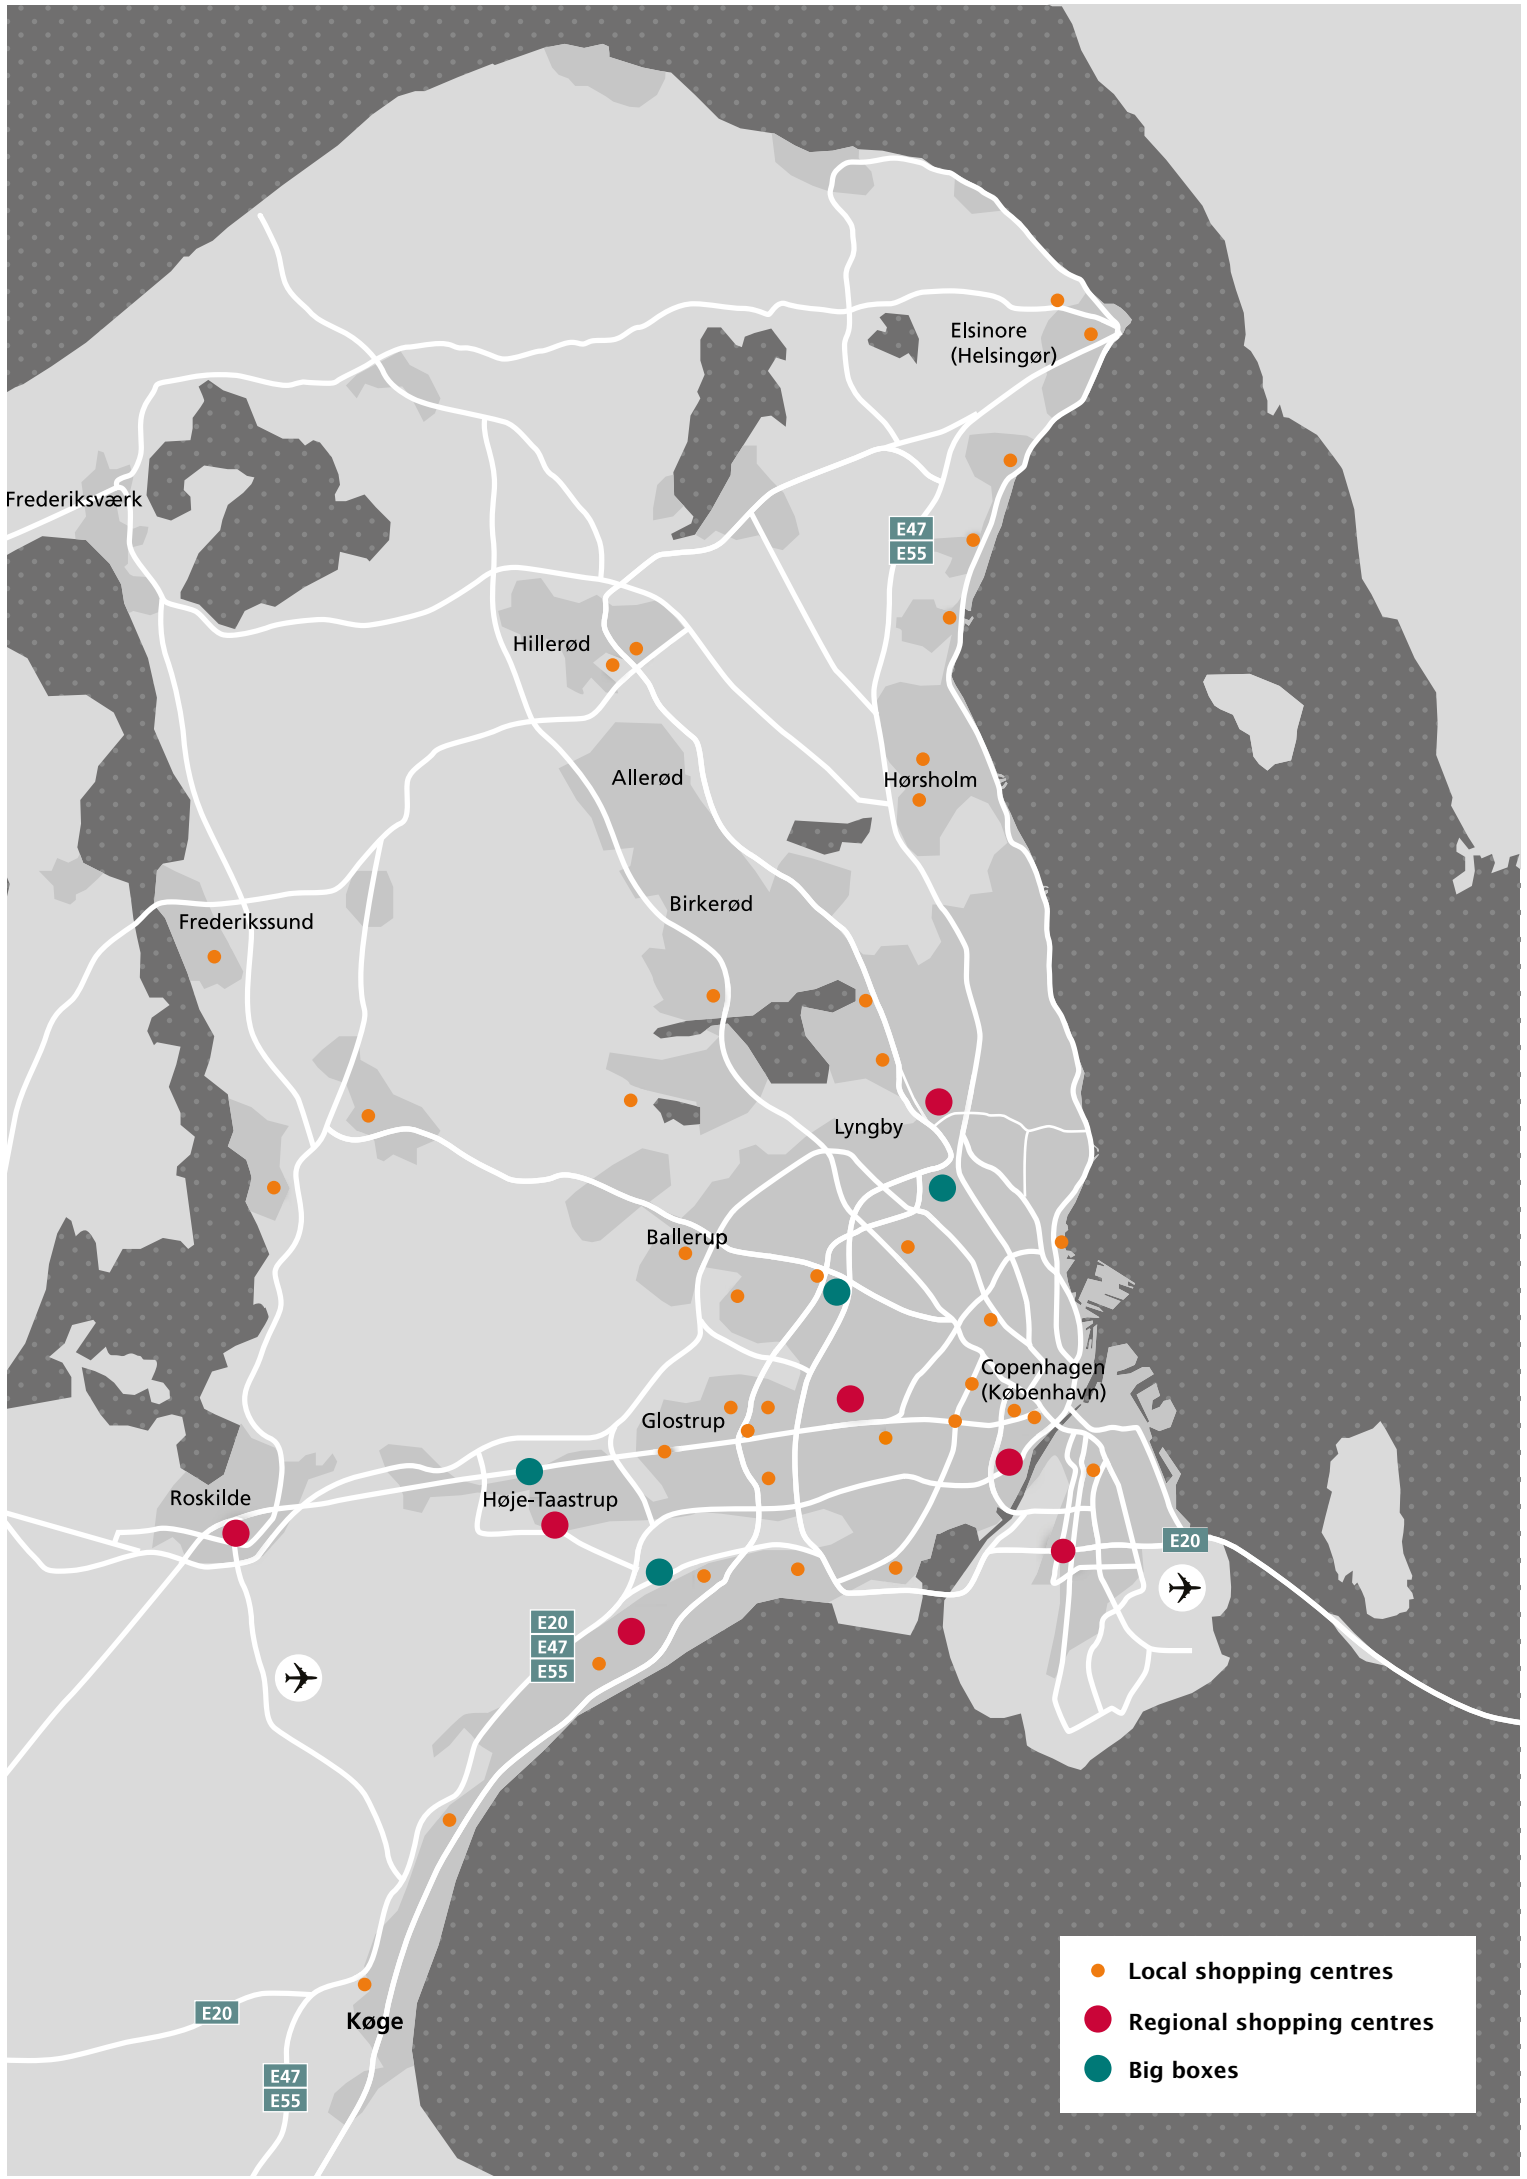 Elsinore
(Helsingør)
Frederiksværk
E47
E55
Hillerød
Allerød
Hørsholm
Birkerød
Frederikssund
Lyngby
Ballerup
Copenhagen
(København)
Glostrup
Roskilde
Høje-Taastrup
E20
E20
E47
E55
Local shopping centres
E20
Køge
Regional shopping centres
E47
Big boxes
E55